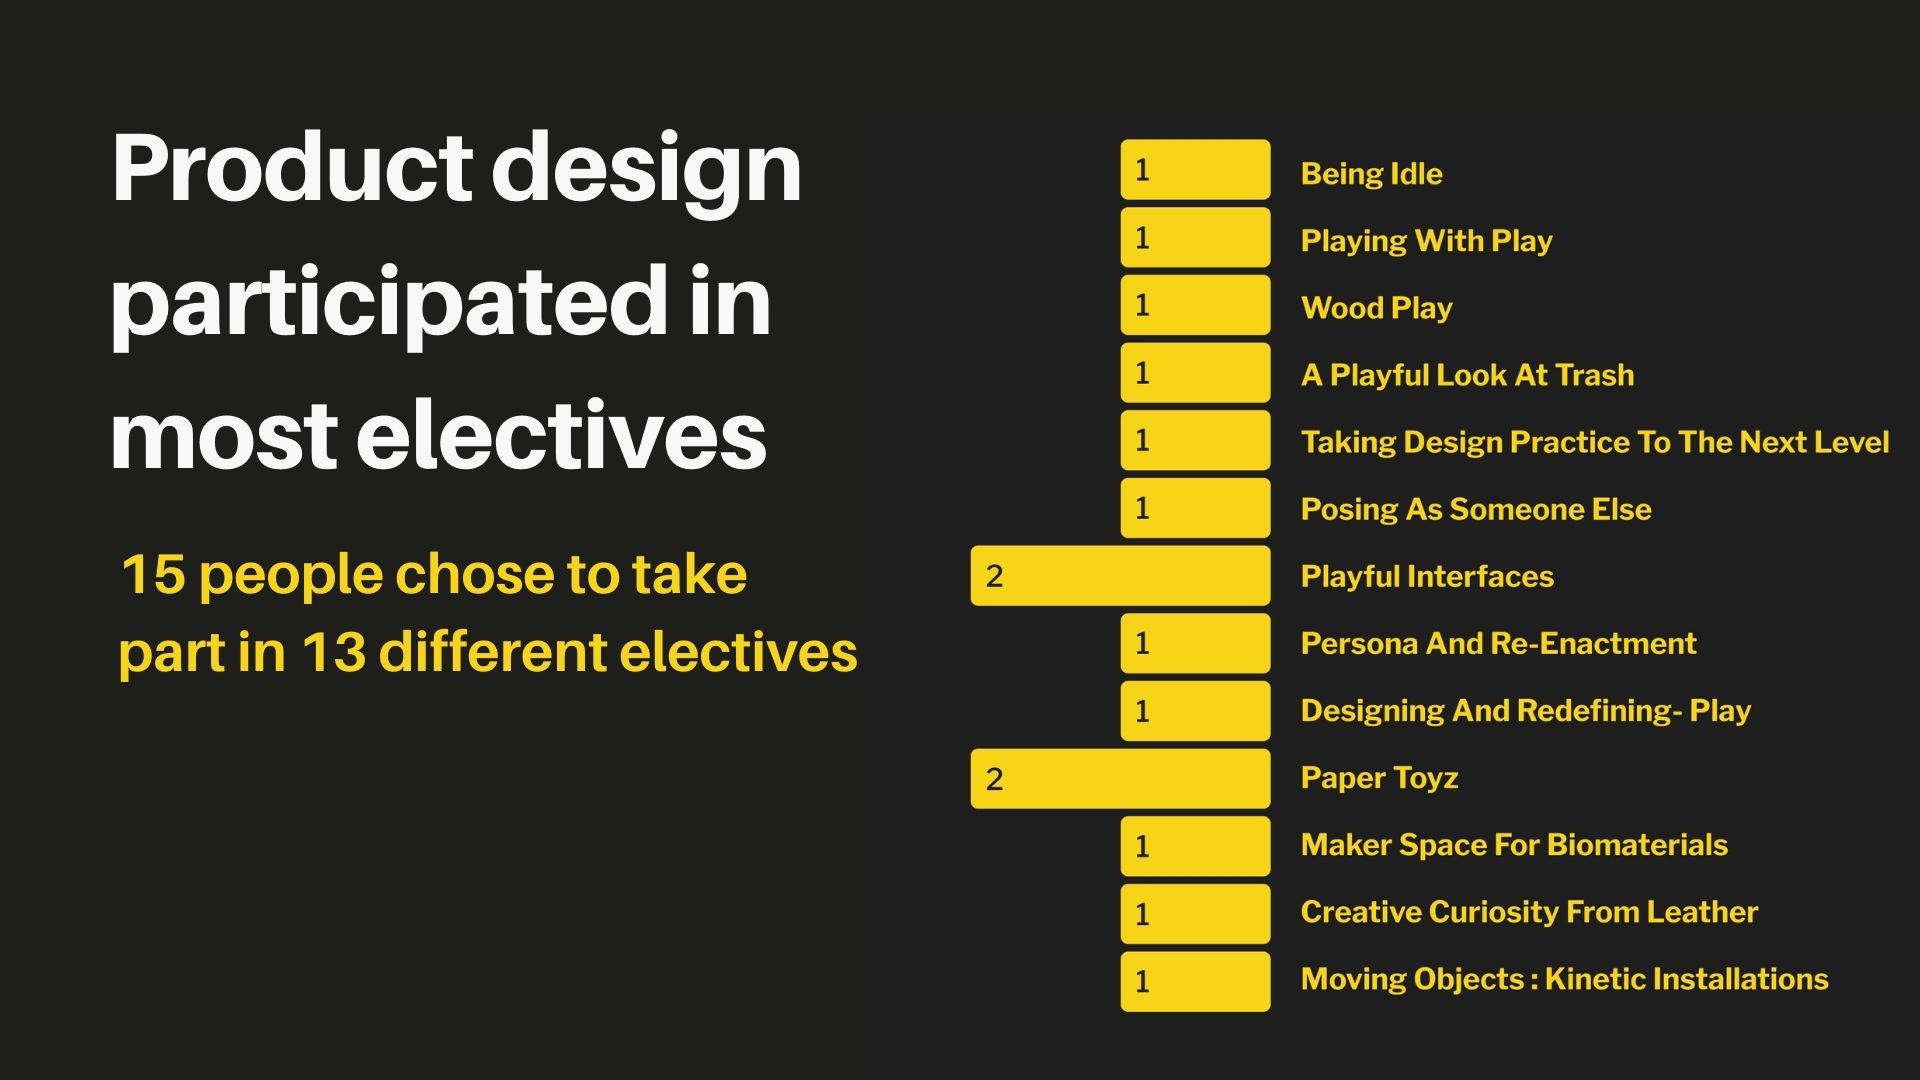 Product design
participated in
most electives
15 people chose to take
part in 13 different electives
1 Being Idle
1 Playing With Play
1 Wood Play
1 A Playful Look At Trash
1 Taking Design Practice To The Next Level
1 Posing As Someone Else
2 Playful Interfaces
1 Persona And Re-Enactment
1 Designing And Redefining- Play
2 Paper Toyz
1 Maker Space For Biomaterials
1 Creative Curiosity From Leather
1 Moving Objects : Kinetic Installations